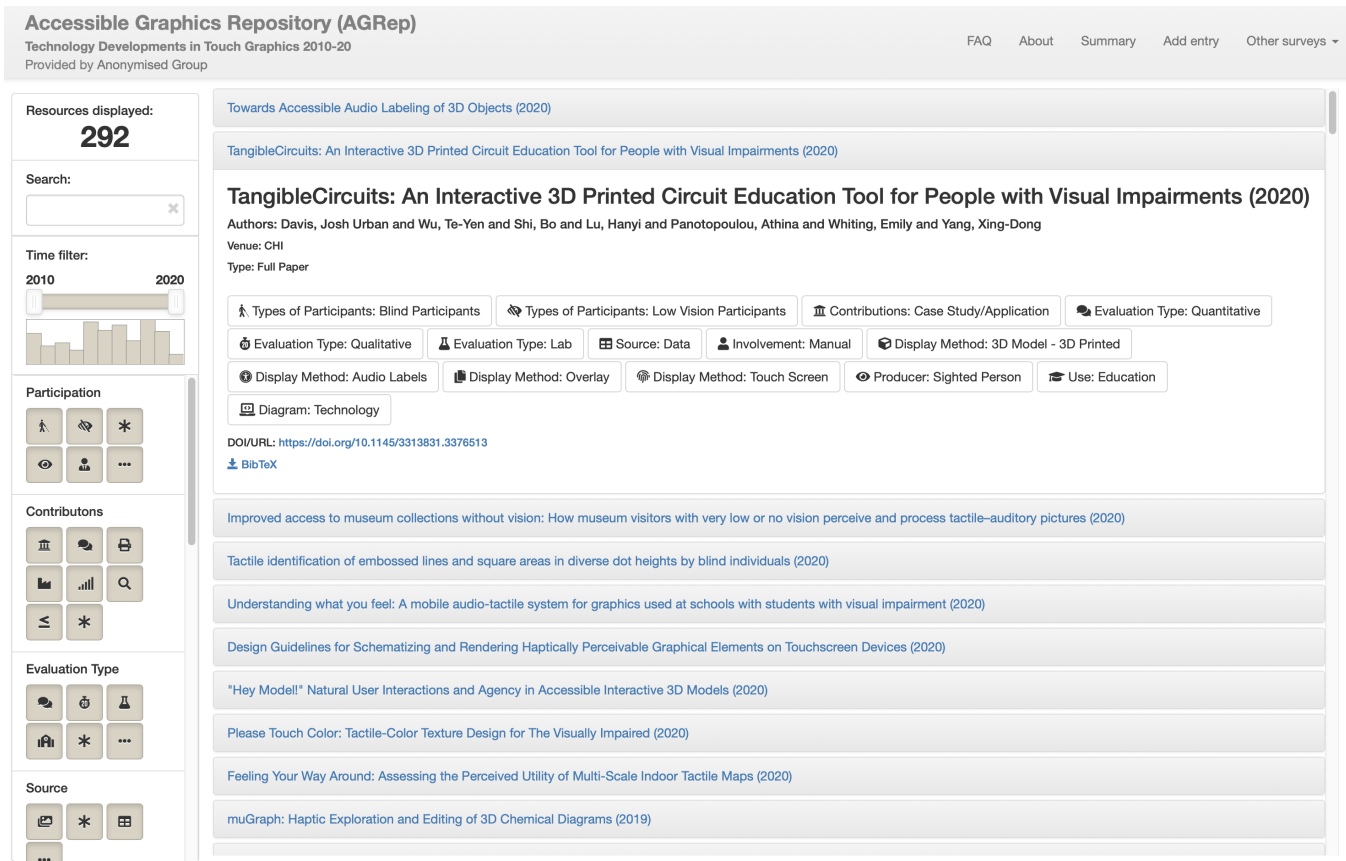 Accessible Graphics Repository (AGRep)
Technology Developments in Touch Graphics 2010-20
Provided by Anonymised Group
FAQ About Summary Add entry Other surveys
Resources displayed:
292
Search:
Time filter:
2010 2020
Participation
Contributons
Evaluation Type
Source
Towards Accessible Audio Labeling of 3D Objects (2020)
TangibleCircuits: An Interactive 3D Printed Circuit Education Tool for People with Visual Impairments (2020)
TangibleCircuits: An Interactive 3D Printed Circuit Education Tool for People with Visual Impairments (2020)
Authors: Davis, Josh Urban and Wu, Te-Yen and Shi, Bo and Lu, Hanyi and Panotopoulou, Athina and Whiting, Emily and Yang, Xing-Dong
Venue: CHI
Type: Full Paper
Types of Participants: Blind Participants Types of Participants: Low Vision Participants Contributions: Case Study/Application Evaluation Type: Quantitative
Evaluation Type: Qualitative Evaluation Type: Lab Source: Data Involvement: Manual Display Method: 3D Model - 3D Printed
Display Method: Audio Labels Display Method: Overlay Display Method: Touch Screen Producer: Sighted Person Use: Education
Diagram: Technology
DOI/URL: https://doi.org/10.1145/3313831.3376513
BibTeX
Improved access to museum collections without vision: How museum visitors with very low or no vision perceive and process tactile–auditory pictures (2020)
Tactile identification of embossed lines and square areas in diverse dot heights by blind individuals (2020)
Understanding what you feel: A mobile audio-tactile system for graphics used at schools with students with visual impairment (2020)
Design Guidelines for Schematizing and Rendering Haptically Perceivable Graphical Elements on Touchscreen Devices (2020)
"Hey Model!" Natural User Interactions and Agency in Accessible Interactive 3D Models (2020)
Please Touch Color: Tactile-Color Texture Design for The Visually Impaired (2020)
Feeling Your Way Around: Assessing the Perceived Utility of Multi-Scale Indoor Tactile Maps (2020)
muGraph: Haptic Exploration and Editing of 3D Chemical Diagrams (2019)